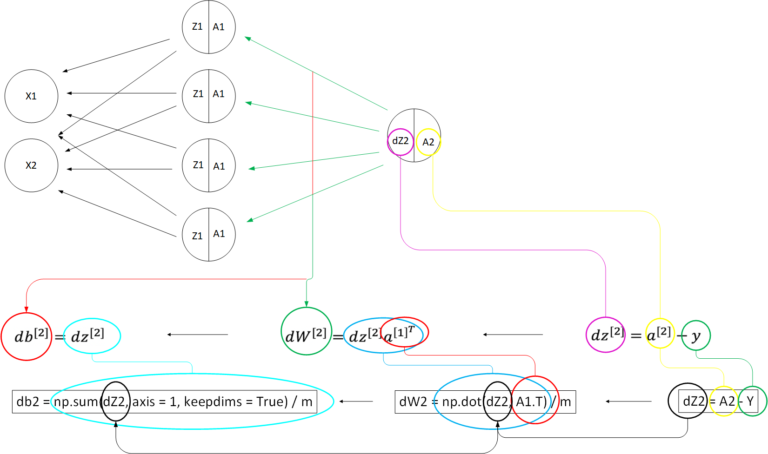 Z1 A1
X1
Z1 A1
dZ2 A2
X2
Z1 A1
Z1 A1
db[2] = dz[2]
dW[2] = dz[2] a[1]T
dz[2] = a[2] − y
db2 = np.sum(dZ2, axis = 1, keepdims = True) / m
dW2 = np.dot(dZ2, A1.T) / m
dZ2 = A2 - Y